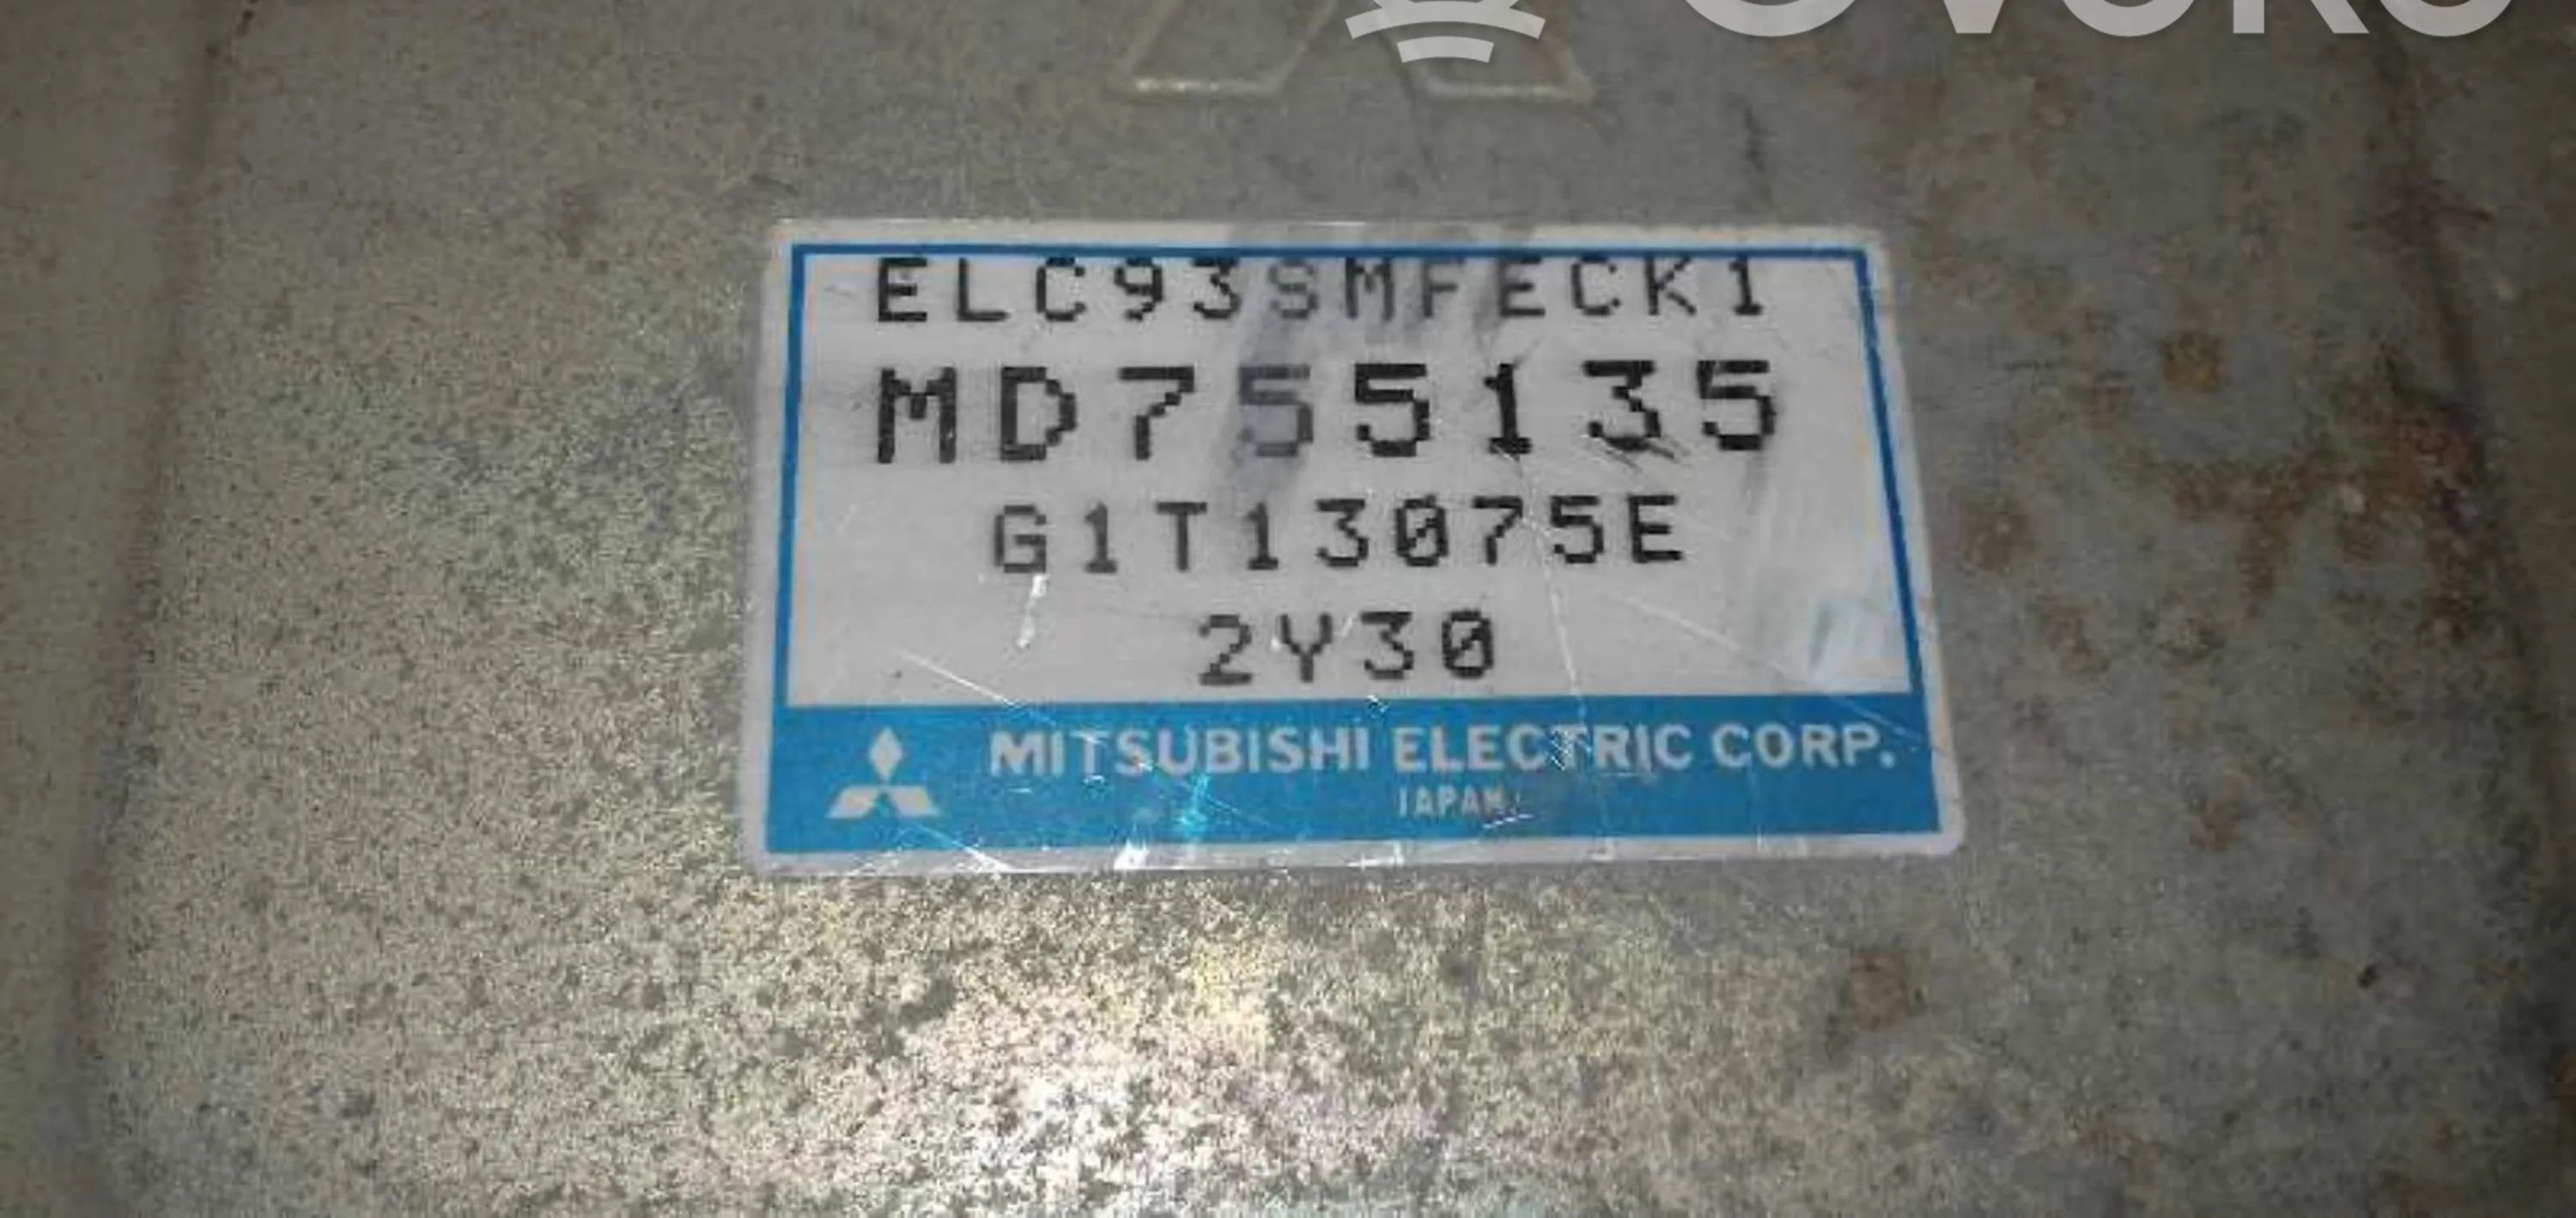 ELC93SMFECK1
MD755135
G1T13075E
2Y30
MITSUBISHI ELECTRIC CORP.
JAPAN